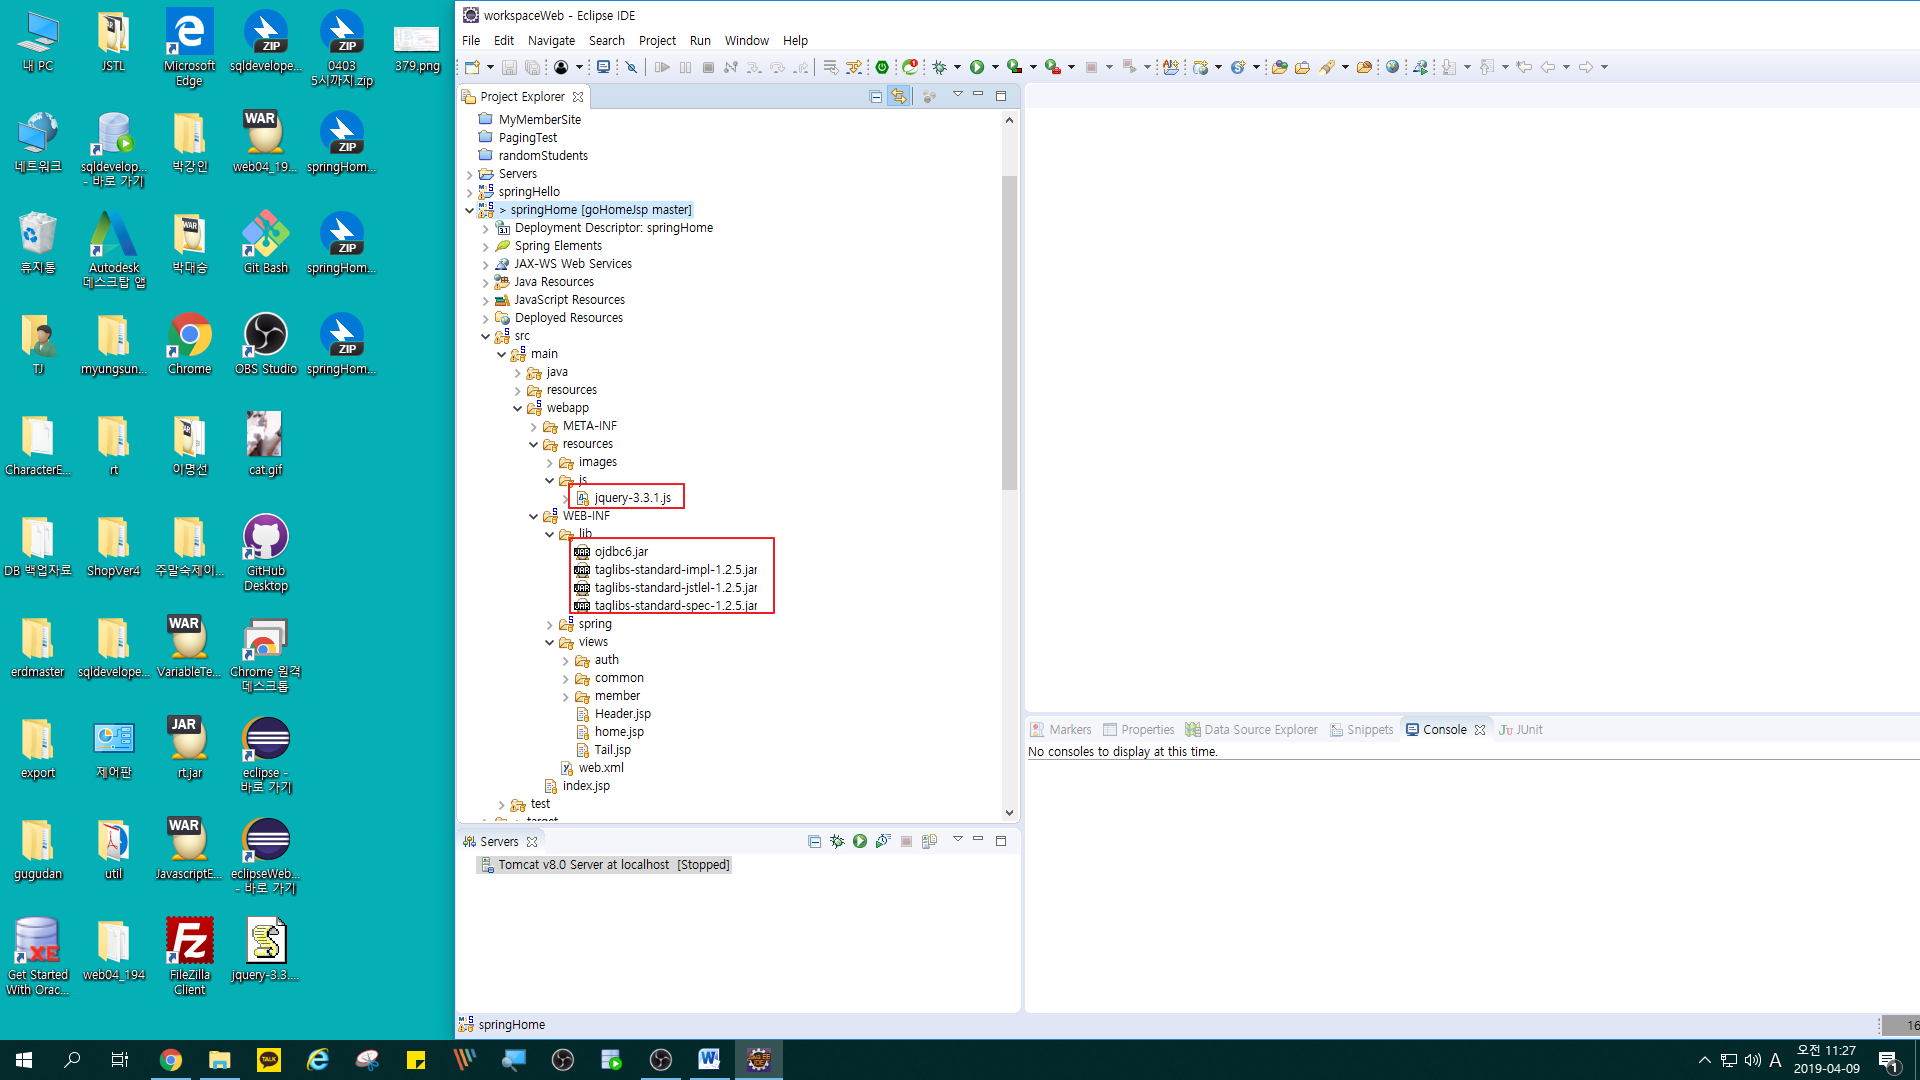 내 PC
JSTL
Microsoft Edge
sqldevelope...
0403 5시까지.zip
379.png
네트워크
sqldevelop... - 바로 가기
박강인
web04_19...
springHom...
휴지통
Autodesk 데스크탑 앱
박대승
Git Bash
springHom...
TJ
myungsun...
Chrome
OBS Studio
springHom...
CharacterE...
rt
이명선
cat.gif
DB 백업자료
ShopVer4
주말숙제이...
GitHub Desktop
erdmaster
sqldevelope...
VariableTe...
Chrome 원격 데스크톱
export
제어판
rt.jar
eclipse - 바로 가기
gugudan
util
JavascriptE...
eclipseWeb... - 바로 가기
Get Started With Orac...
web04_194
FileZilla Client
jquery-3.3....
workspaceWeb - Eclipse IDE
File Edit Navigate Search Project Run Window Help
Project Explorer
MyMemberSite
PagingTest
randomStudents
Servers
springHello
> springHome [goHomeJsp master]
Deployment Descriptor: springHome
Spring Elements
JAX-WS Web Services
Java Resources
JavaScript Resources
Deployed Resources
src
main
java
resources
webapp
META-INF
resources
images
js
jquery-3.3.1.js
WEB-INF
lib
ojdbc6.jar
taglibs-standard-impl-1.2.5.jar
taglibs-standard-jstlel-1.2.5.jar
taglibs-standard-spec-1.2.5.jar
spring
views
auth
common
member
Header.jsp
home.jsp
Tail.jsp
web.xml
index.jsp
test
target
Servers
Tomcat v8.0 Server at localhost [Stopped]
Markers Properties Data Source Explorer Snippets Console JUnit
No consoles to display at this time.
springHome
16
A
오전 11:27
2019-04-09
1